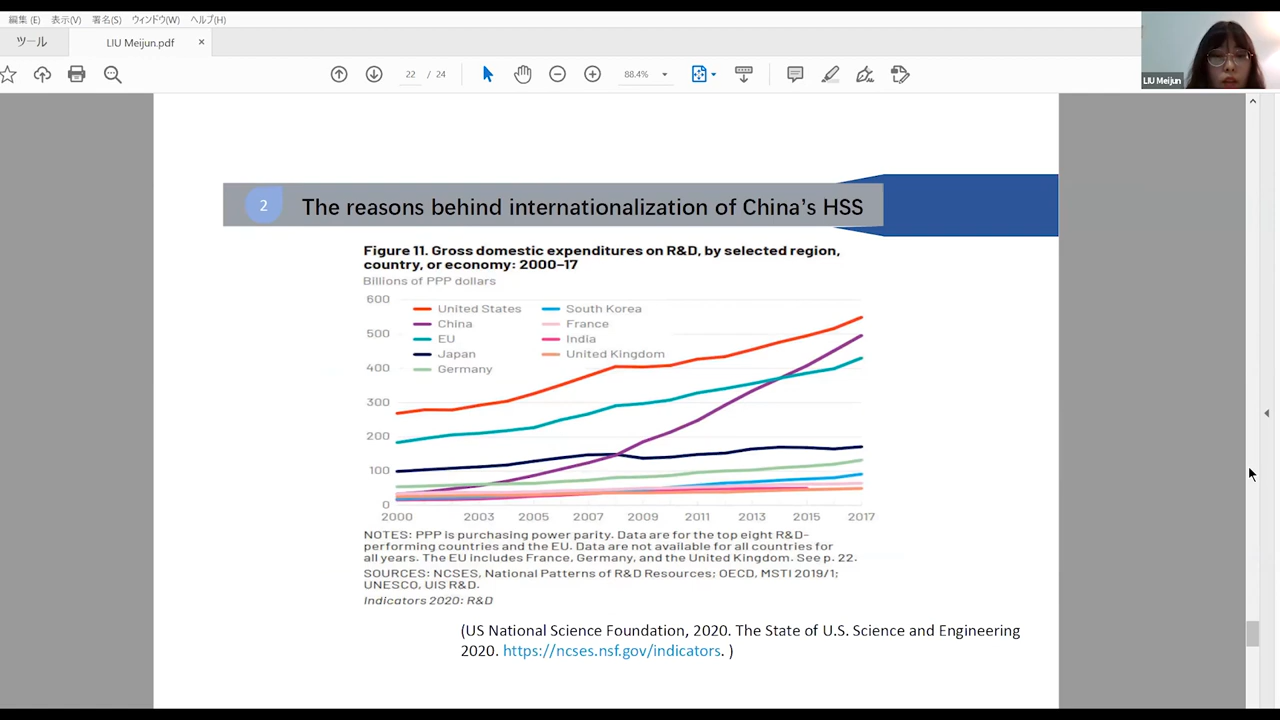 編集 (E) 表示(V) 署名(S) ウィンドウ(W) ヘルプ(H)
ツール LIU Meijun.pdf ×
22 / 24 88.4%
LIU Meijun
2 The reasons behind internationalization of China's HSS
Figure 11. Gross domestic expenditures on R&D, by selected region,
country, or economy: 2000–17
Billions of PPP dollars
600
500
400
300
200
100
0
United States South Korea
China France
EU India
Japan United Kingdom
Germany
2000 2003 2005 2007 2009 2011 2013 2015 2017
NOTES: PPP is purchasing power parity. Data are for the top eight R&D-
performing countries and the EU. Data are not available for all countries for
all years. The EU includes France, Germany, and the United Kingdom. See p. 22.
SOURCES: NCSES, National Patterns of R&D Resources; OECD, MSTI 2019/1;
UNESCO, UIS R&D.
Indicators 2020: R&D
(US National Science Foundation, 2020. The State of U.S. Science and Engineering
2020. https://ncses.nsf.gov/indicators. )